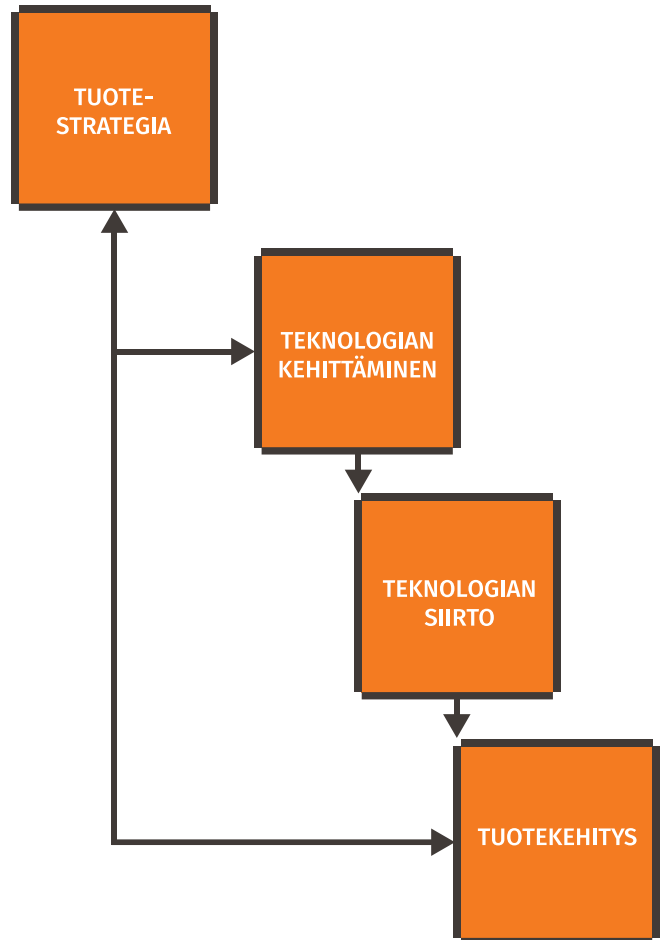 TUOTE-
STRATEGIA
TEKNOLOGIAN
KEHITTÄMINEN
TEKNOLOGIAN
SIIRTO
TUOTEKEHITYS